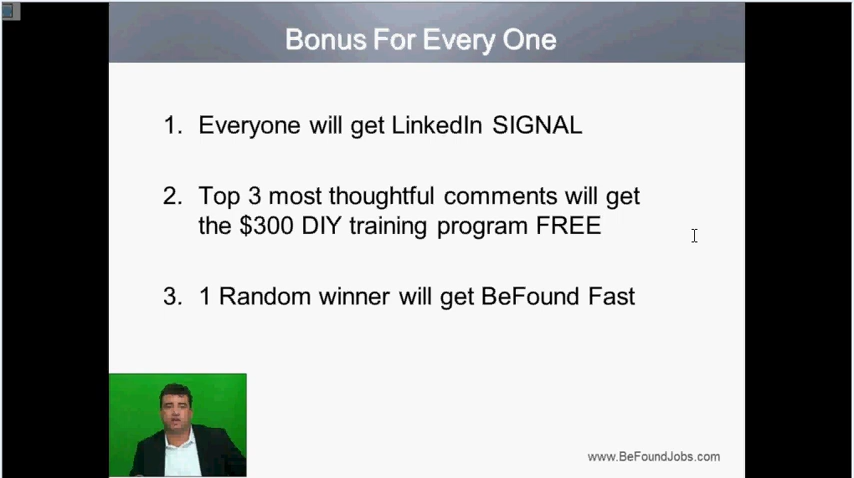 Bonus For Every One
1. Everyone will get LinkedIn SIGNAL
2. Top 3 most thoughtful comments will get
the $300 DIY training program FREE
3. 1 Random winner will get BeFound Fast
www.BeFoundJobs.com